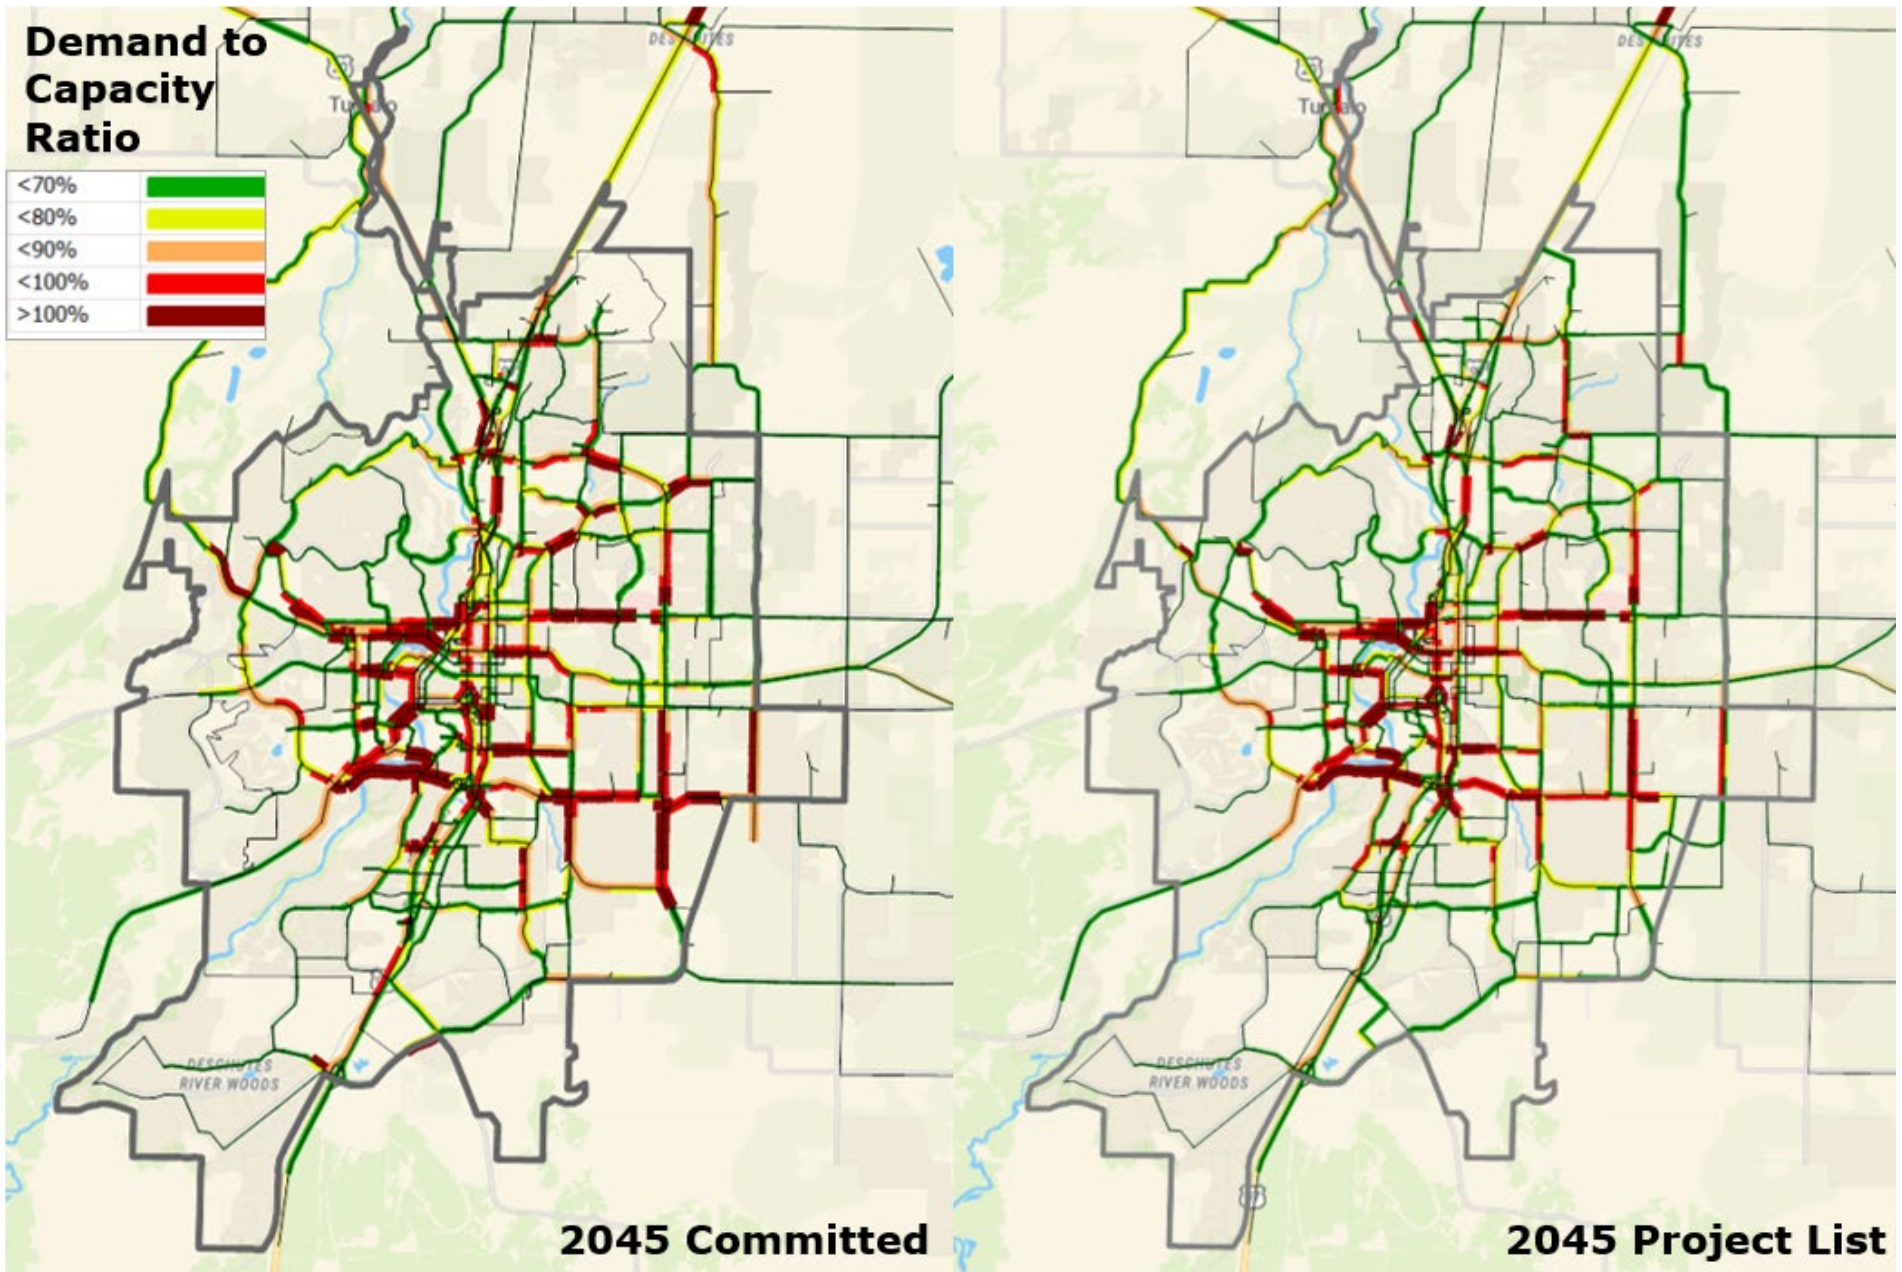 Demand to
Capacity
Ratio
<70%
<80%
<90%
<100%
>100%
DESCHUTES
RIVER WOODS
2045 Committed
DESCHUTES
RIVER WOODS
97
2045 Project List